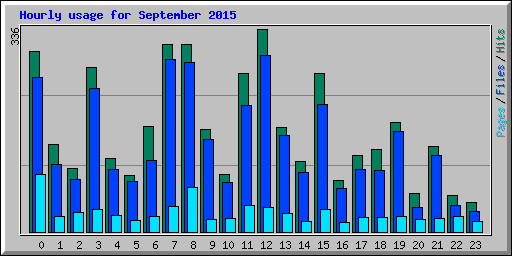 Hourly usage for September 2015
336
Pages/Files/Hits
0 1 2 3 4 5 6 7 8 9 10 11 12 13 14 15 16 17 18 19 20 21 22 23